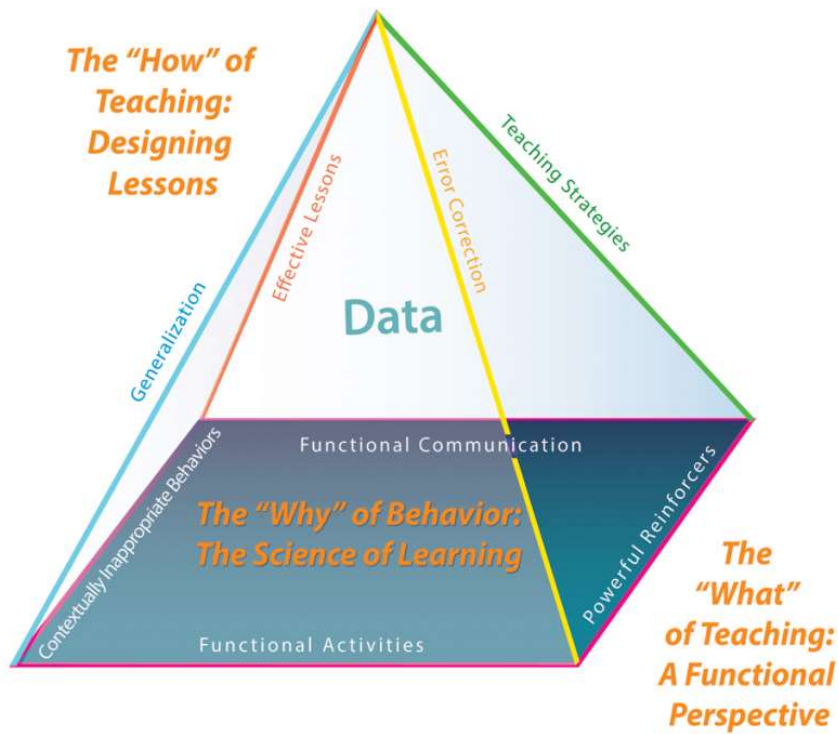 The “How” of
Teaching:
Designing
Lessons
Generalization
Effective Lessons
Error Correction
Teaching Strategies
Data
Functional Communication
Contextually Inappropriate Behaviors
The “Why” of Behavior:
The Science of Learning
Powerful Reinforcers
Functional Activities
The
“What”
of Teaching:
A Functional
Perspective